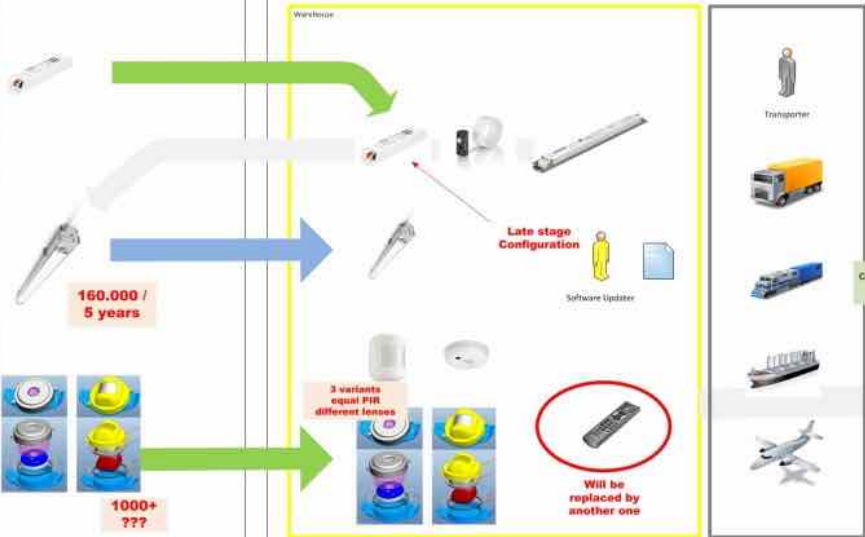 Warehouse
Transporter
Late stage
Configuration
Software Updater
160.000 /
5 years
3 variants
equal PIR
different lenses
1000+
???
Will be
replaced by
another one
C